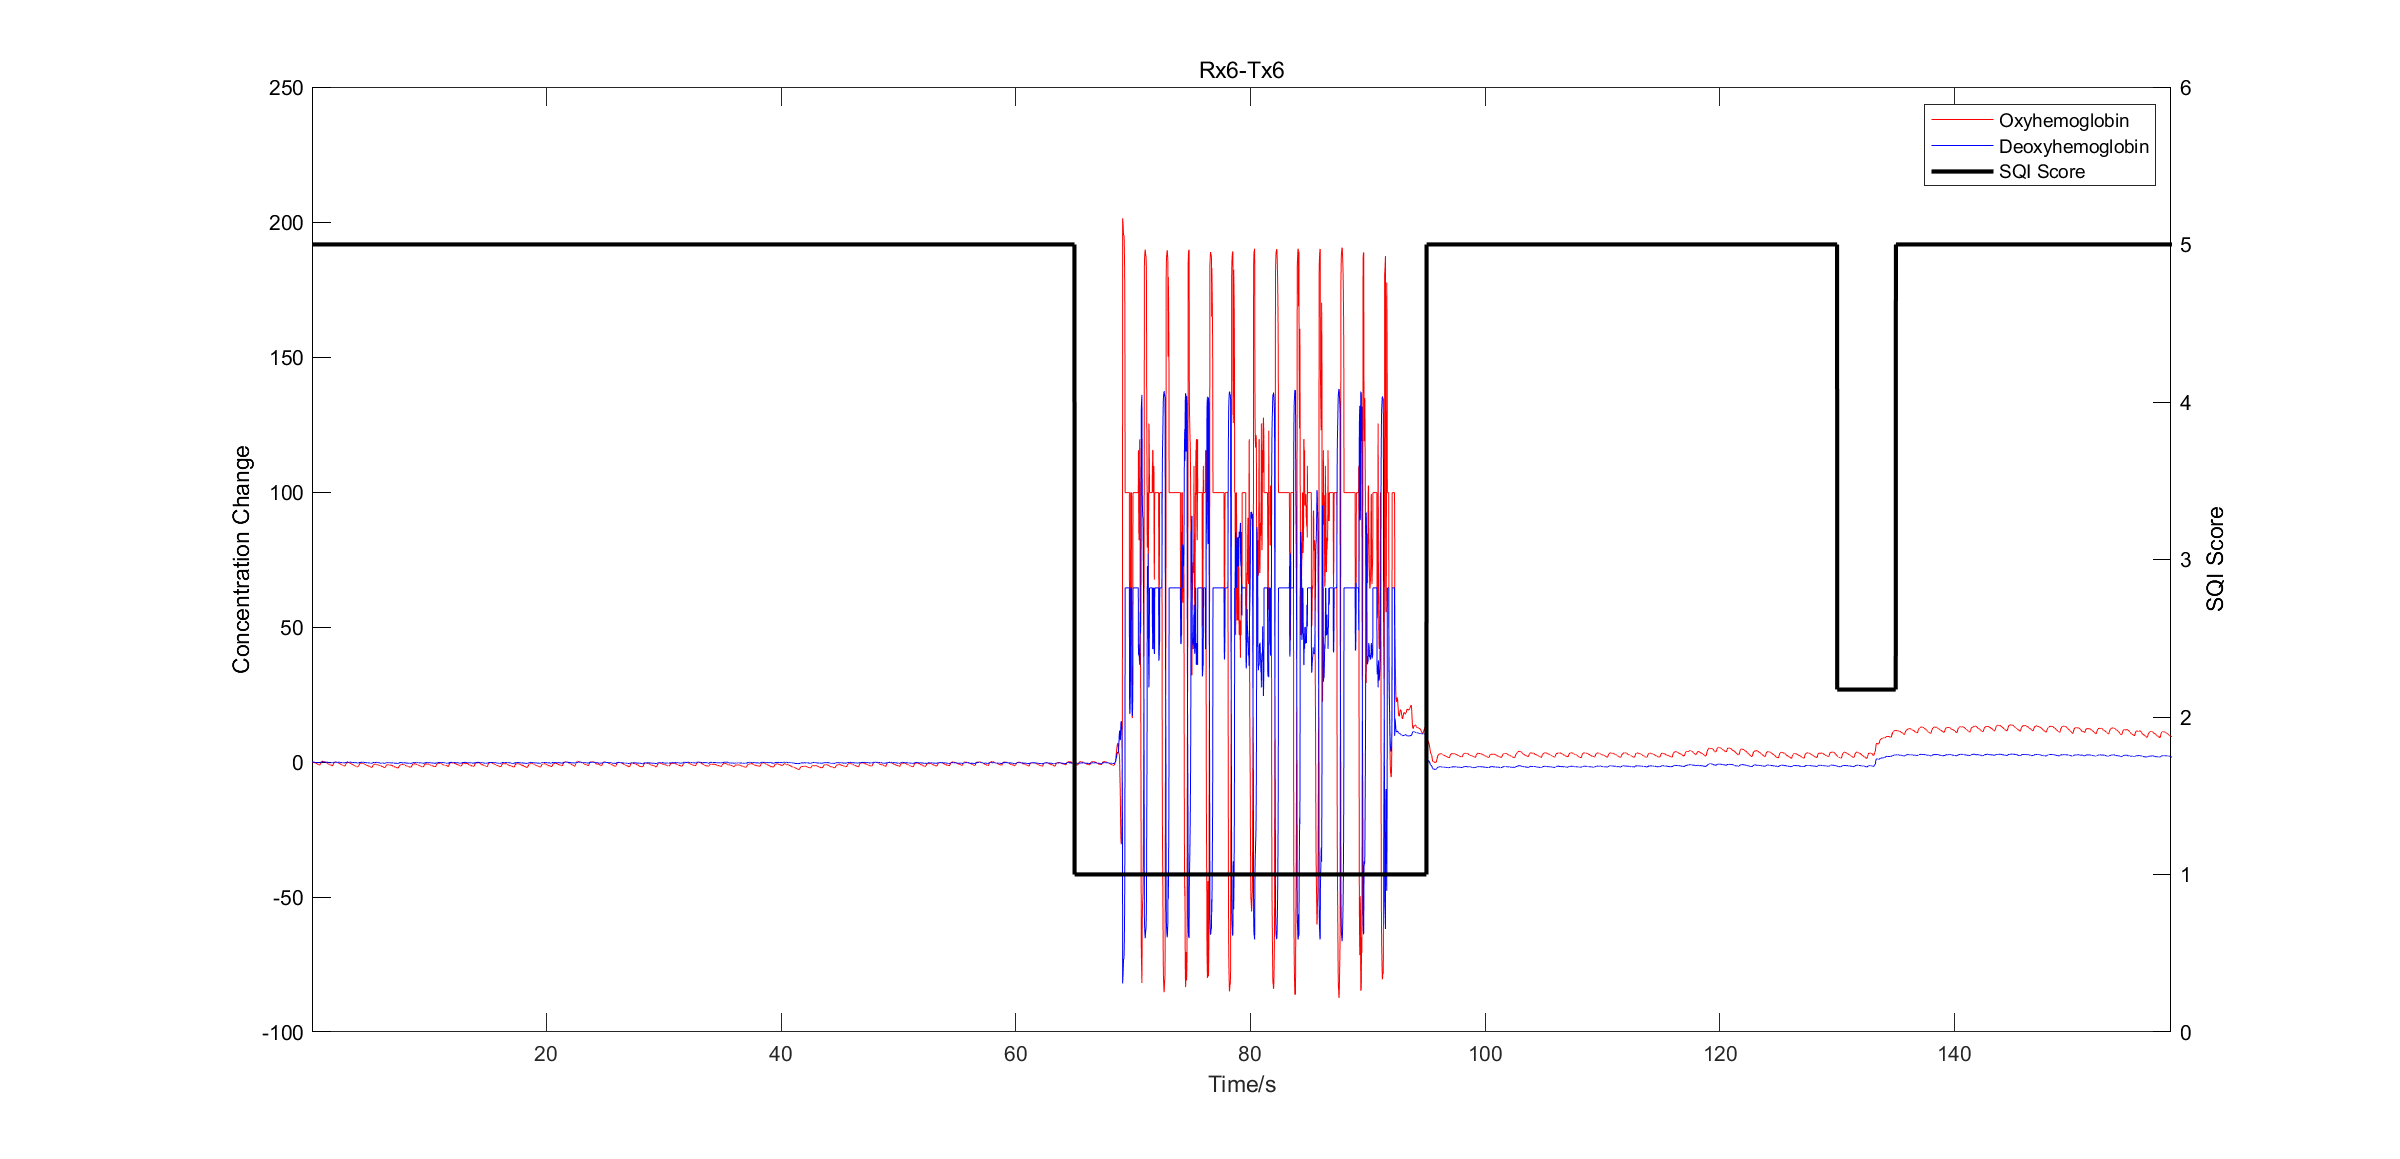 Rx6-Tx6
250
200
150
100
50
0
-50
-100
Concentration Change
6
5
4
3
2
1
0
SQI Score
Oxyhemoglobin
Deoxyhemoglobin
SQI Score
20 40 60 80 100 120 140
Time/s